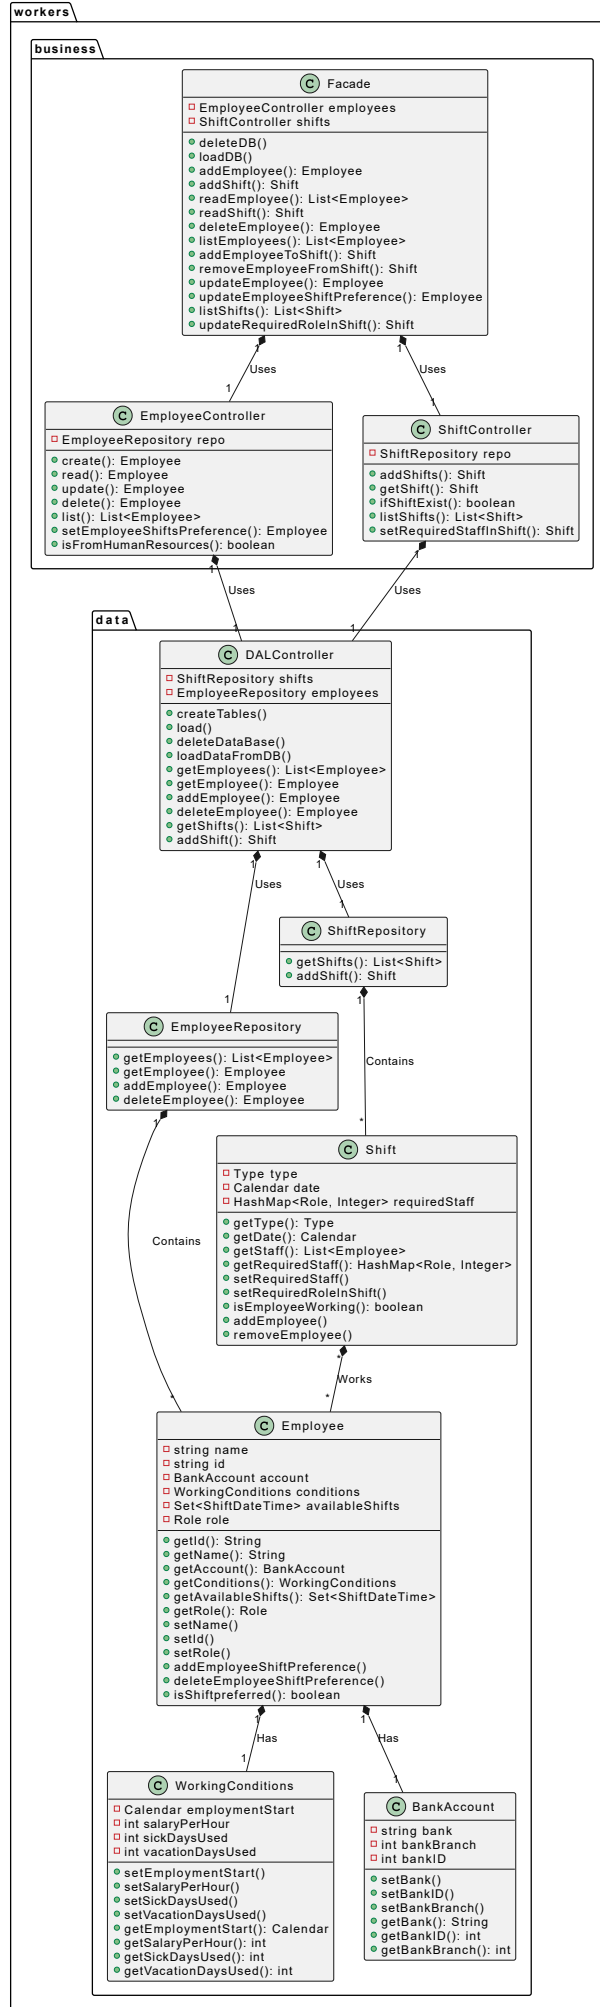 workers
business
C Facade
EmployeeController employees
ShiftController shifts
deleteDB()
loadDB()
addEmployee(): Employee
addShift(): Shift
readEmployee(): List<Employee>
readShift(): Shift
deleteEmployee(): Employee
listEmployees(): List<Employee>
addEmployeeToShift(): Shift
removeEmployeeFromShift(): Shift
updateEmployee(): Employee
updateEmployeeShiftPreference(): Employee
listShifts(): List<Shift>
updateRequiredRoleInShift(): Shift
1 1
Uses Uses
1 1
C EmployeeController
EmployeeRepository repo
create(): Employee
read(): Employee
update(): Employee
delete(): Employee
list(): List<Employee>
setEmployeeShiftsPreference(): Employee
isFromHumanResources(): boolean
C ShiftController
ShiftRepository repo
addShifts(): Shift
getShift(): Shift
ifShiftExist(): boolean
listShifts(): List<Shift>
setRequiredStaffInShift(): Shift
1 1
Uses Uses
1 1
data
C DALController
ShiftRepository shifts
EmployeeRepository employees
createTables()
load()
deleteDataBase()
loadDataFromDB()
getEmployees(): List<Employee>
getEmployee(): Employee
addEmployee(): Employee
deleteEmployee(): Employee
getShifts(): List<Shift>
addShift(): Shift
1 1
Uses Uses
1
C ShiftRepository
getShifts(): List<Shift>
addShift(): Shift
1
1
C EmployeeRepository
getEmployees(): List<Employee>
getEmployee(): Employee
addEmployee(): Employee
deleteEmployee(): Employee
1
Contains
*
C Shift
Type type
Calendar date
HashMap<Role, Integer> requiredStaff
getType(): Type
getDate(): Calendar
getStaff(): List<Employee>
getRequiredStaff(): HashMap<Role, Integer>
setRequiredStaff()
setRequiredRoleInShift()
isEmployeeWorking(): boolean
addEmployee()
removeEmployee()
Contains
*
Works
* *
C Employee
string name
string id
BankAccount account
WorkingConditions conditions
Set<ShiftDateTime> availableShifts
Role role
getId(): String
getName(): String
getAccount(): BankAccount
getConditions(): WorkingConditions
getAvailableShifts(): Set<ShiftDateTime>
getRole(): Role
setName()
setId()
setRole()
addEmployeeShiftPreference()
deleteEmployeeShiftPreference()
isShiftpreferred(): boolean
1 1
Has Has
1 1
C WorkingConditions
Calendar employmentStart
int salaryPerHour
int sickDaysUsed
int vacationDaysUsed
setEmploymentStart()
setSalaryPerHour()
setSickDaysUsed()
setVacationDaysUsed()
getEmploymentStart(): Calendar
getSalaryPerHour(): int
getSickDaysUsed(): int
getVacationDaysUsed(): int
C BankAccount
string bank
int bankBranch
int bankID
setBank()
setBankID()
setBankBranch()
getBank(): String
getBankID(): int
getBankBranch(): int